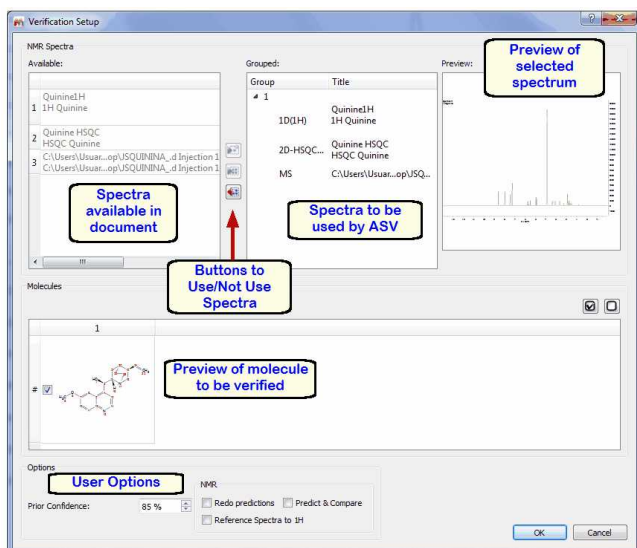 Verification Setup
NMR Spectra
Available:
Grouped:
Preview:
Preview of
selected
spectrum
Group Title
1 Quinine1H
1H Quinine
2 Quinine HSQC
HSQC Quinine
3 C:\Users\Usuar...op\JSQUININA_.d Injection 1
C:\Users\Usuar...op\JSQUININA_.d Injection 1
1
1D(1H) Quinine1H
1H Quinine
2D-HSQC... Quinine HSQC
HSQC Quinine
MS C:\Users\Usuar...op\JSQ...
Spectra
available in
document
Spectra to be
used by ASV
Buttons to
Use/Not Use
Spectra
Molecules
1
#
Preview of molecule
to be verified
Options
User Options
Prior Confidence: 85 %
NMR
Redo predictions Predict & Compare
Reference Spectra to 1H
OK Cancel